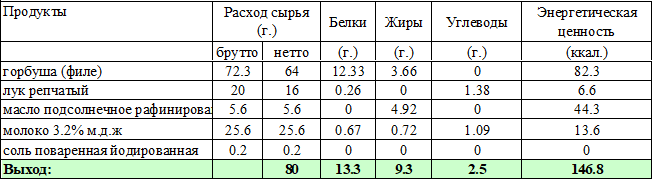 Продукты Расход сырья Белки Жиры Углеводы Энергетическая
(г.) ценность
брутто нетто (г.) (г.) (г.) (ккал.)
горбуша (филе) 72.3 64 12.33 3.66 0 82.3
лук репчатый 20 16 0.26 0 1.38 6.6
масло подсолнечное рафинирован 5.6 5.6 0 4.92 0 44.3
молоко 3.2% м.д.ж 25.6 25.6 0.67 0.72 1.09 13.6
соль поваренная йодированная 0.2 0.2 0 0 0 0
Выход: 80 13.3 9.3 2.5 146.8